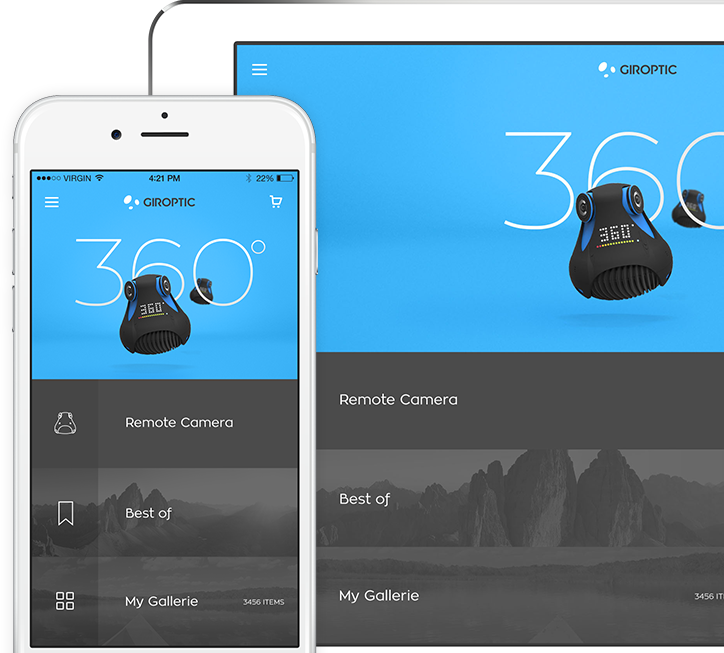 ●●●○○ VIRGIN 4:21 PM 22%
GIROPTIC
360°
360°
Remote Camera
Best of
My Gallerie 3456 ITEMS
GIROPTIC
360
360°
Remote Camera
Best of
My Gallerie 3456